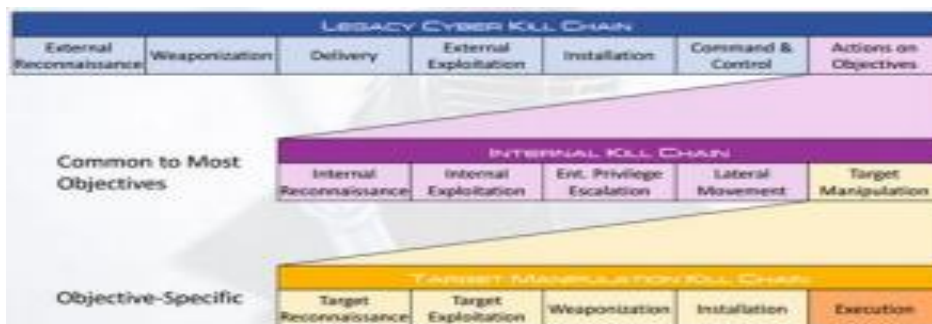 LEGACY CYBER KILL CHAIN
External Reconnaissance
Weaponization
Delivery
External Exploitation
Installation
Command & Control
Actions on Objectives
Common to Most Objectives
INTERNAL KILL CHAIN
Internal Reconnaissance
Internal Exploitation
Ent. Privilege Escalation
Lateral Movement
Target Manipulation
Objective-Specific
TARGET MANIPULATION KILL CHAIN
Target Reconnaissance
Target Exploitation
Weaponization
Installation
Execution